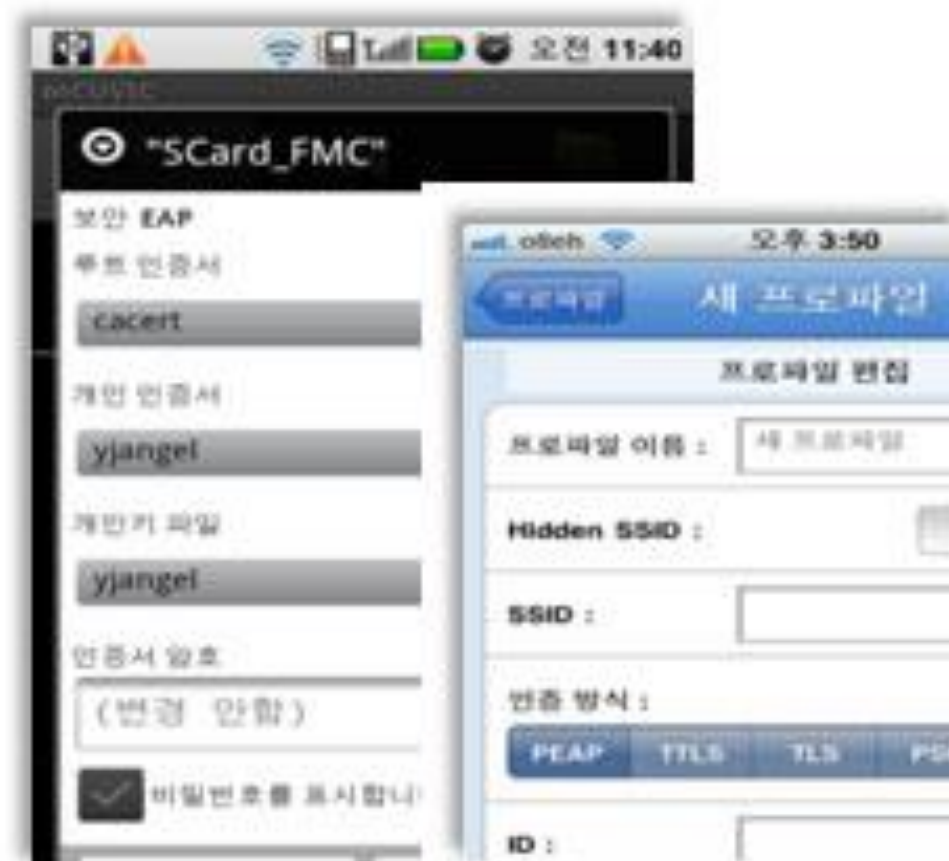 오전 11:40
"SCard_FMC"
보안 EAP
루트 인증서
cacert
개인 인증서
yjangel
개인키 파일
yjangel
인증서 암호
(변경 안함)
비밀번호를 표시합니
olleh
오후 3:50
프로파일
새 프로파일
프로파일 편집
프로파일 이름 :
새 프로파일
Hidden SSID :
SSID :
인증 방식 :
PEAP TTLS TLS
ID :